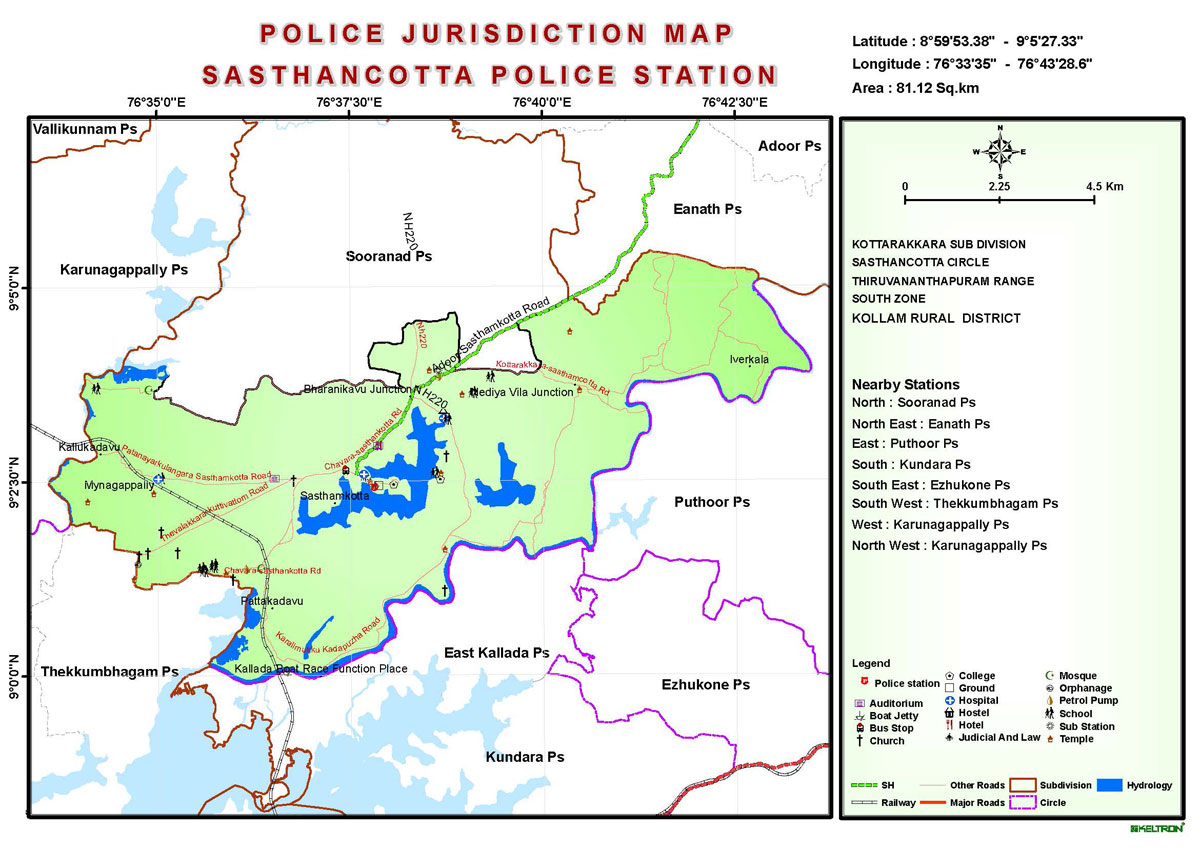 POLICE JURISDICTION MAP
SASTHANCOTTA POLICE STATION
Latitude : 8°59'53.38" - 9°5'27.33"
Longitude : 76°33'35" - 76°43'28.6"
Area : 81.12 Sq.km
76°35'0"E 76°37'30"E 76°40'0"E 76°42'30"E
9°5'0"N
9°2'30"N
9°0'0"N
Vallikunnam Ps
Adoor Ps
Eanath Ps
NH220
Sooranad Ps
Karunagappally Ps
Adoor Sasthamkotta Road
Nh220
Iverkala
Kottarakkara-sasthamcotta Rd
Bharanikavu Junction
NH220
Nediya Vila Junction
Chavara-sasthankotta Rd
Kallukadavu
Patanayarkulangara Sasthamkotta Road
Mynagappally
Sasthamkotta
Thevalakkara-kuttivattom Road
Puthoor Ps
Chavara-sasthankotta Rd
Pattakadavu
Karalimukku Kadapuzha Road
East Kallada Ps
Kallada Boat Race Function Place
Thekkumbhagam Ps
Ezhukone Ps
Kundara Ps
N
W E
S
0 2.25 4.5 Km
KOTTARAKKARA SUB DIVISION
SASTHANCOTTA CIRCLE
THIRUVANANTHAPURAM RANGE
SOUTH ZONE
KOLLAM RURAL DISTRICT
Nearby Stations
North : Sooranad Ps
North East : Eanath Ps
East : Puthoor Ps
South : Kundara Ps
South East : Ezhukone Ps
South West : Thekkumbhagam Ps
West : Karunagappally Ps
North West : Karunagappally Ps
Legend
Police station
Auditorium
Boat Jetty
Bus Stop
Church
College
Ground
Hospital
Hostel
Hotel
Judicial And Law
Mosque
Orphanage
Petrol Pump
School
Sub Station
Temple
SH Other Roads Subdivision Hydrology
Railway Major Roads Circle
KELTRON